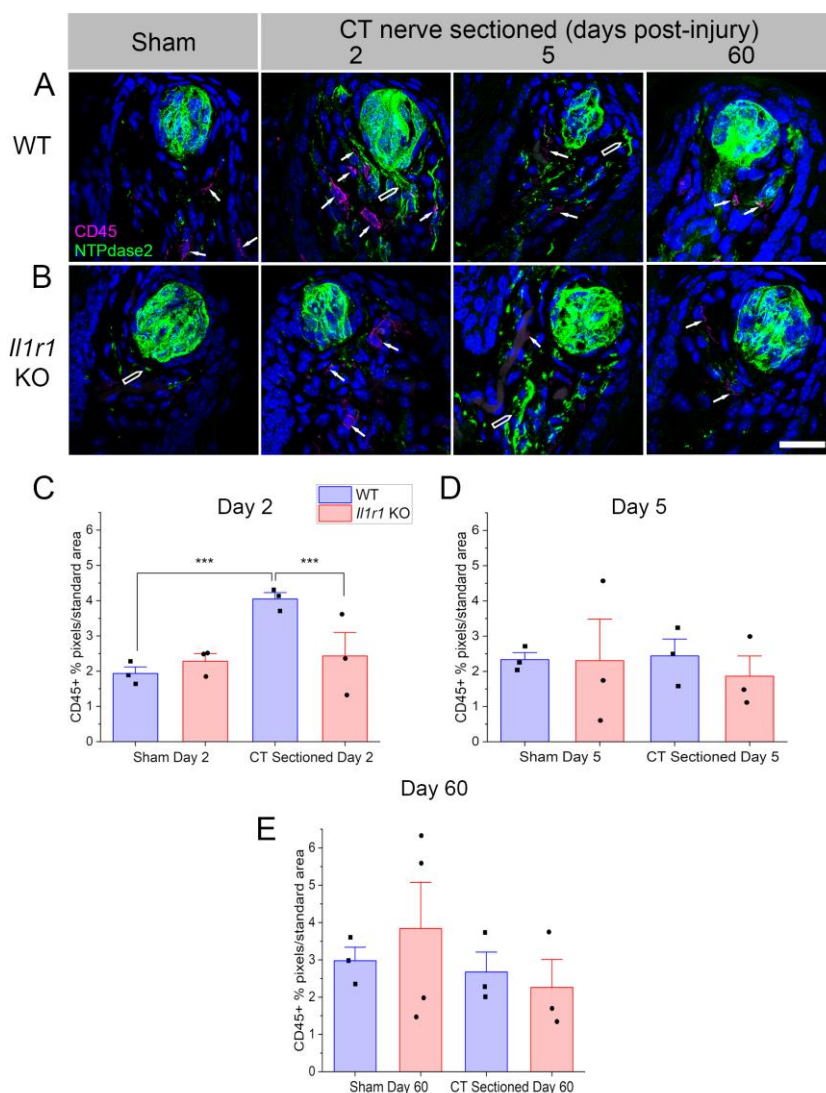 Sham
CT nerve sectioned (days post-injury)
2 5 60
A
WT
CD45
NTPdase2
B
Il1r1
KO
C
Day 2
WT
Il1r1 KO
D
Day 5
***
***
CD45+ % pixels/standard area
6
5
4
3
2
1
0
Sham Day 2
CT Sectioned Day 2
CD45+ % pixels/standard area
6
5
4
3
2
1
0
Sham Day 5
CT Sectioned Day 5
Day 60
E
CD45+ % pixels/standard area
6
5
4
3
2
1
0
Sham Day 60
CT Sectioned Day 60